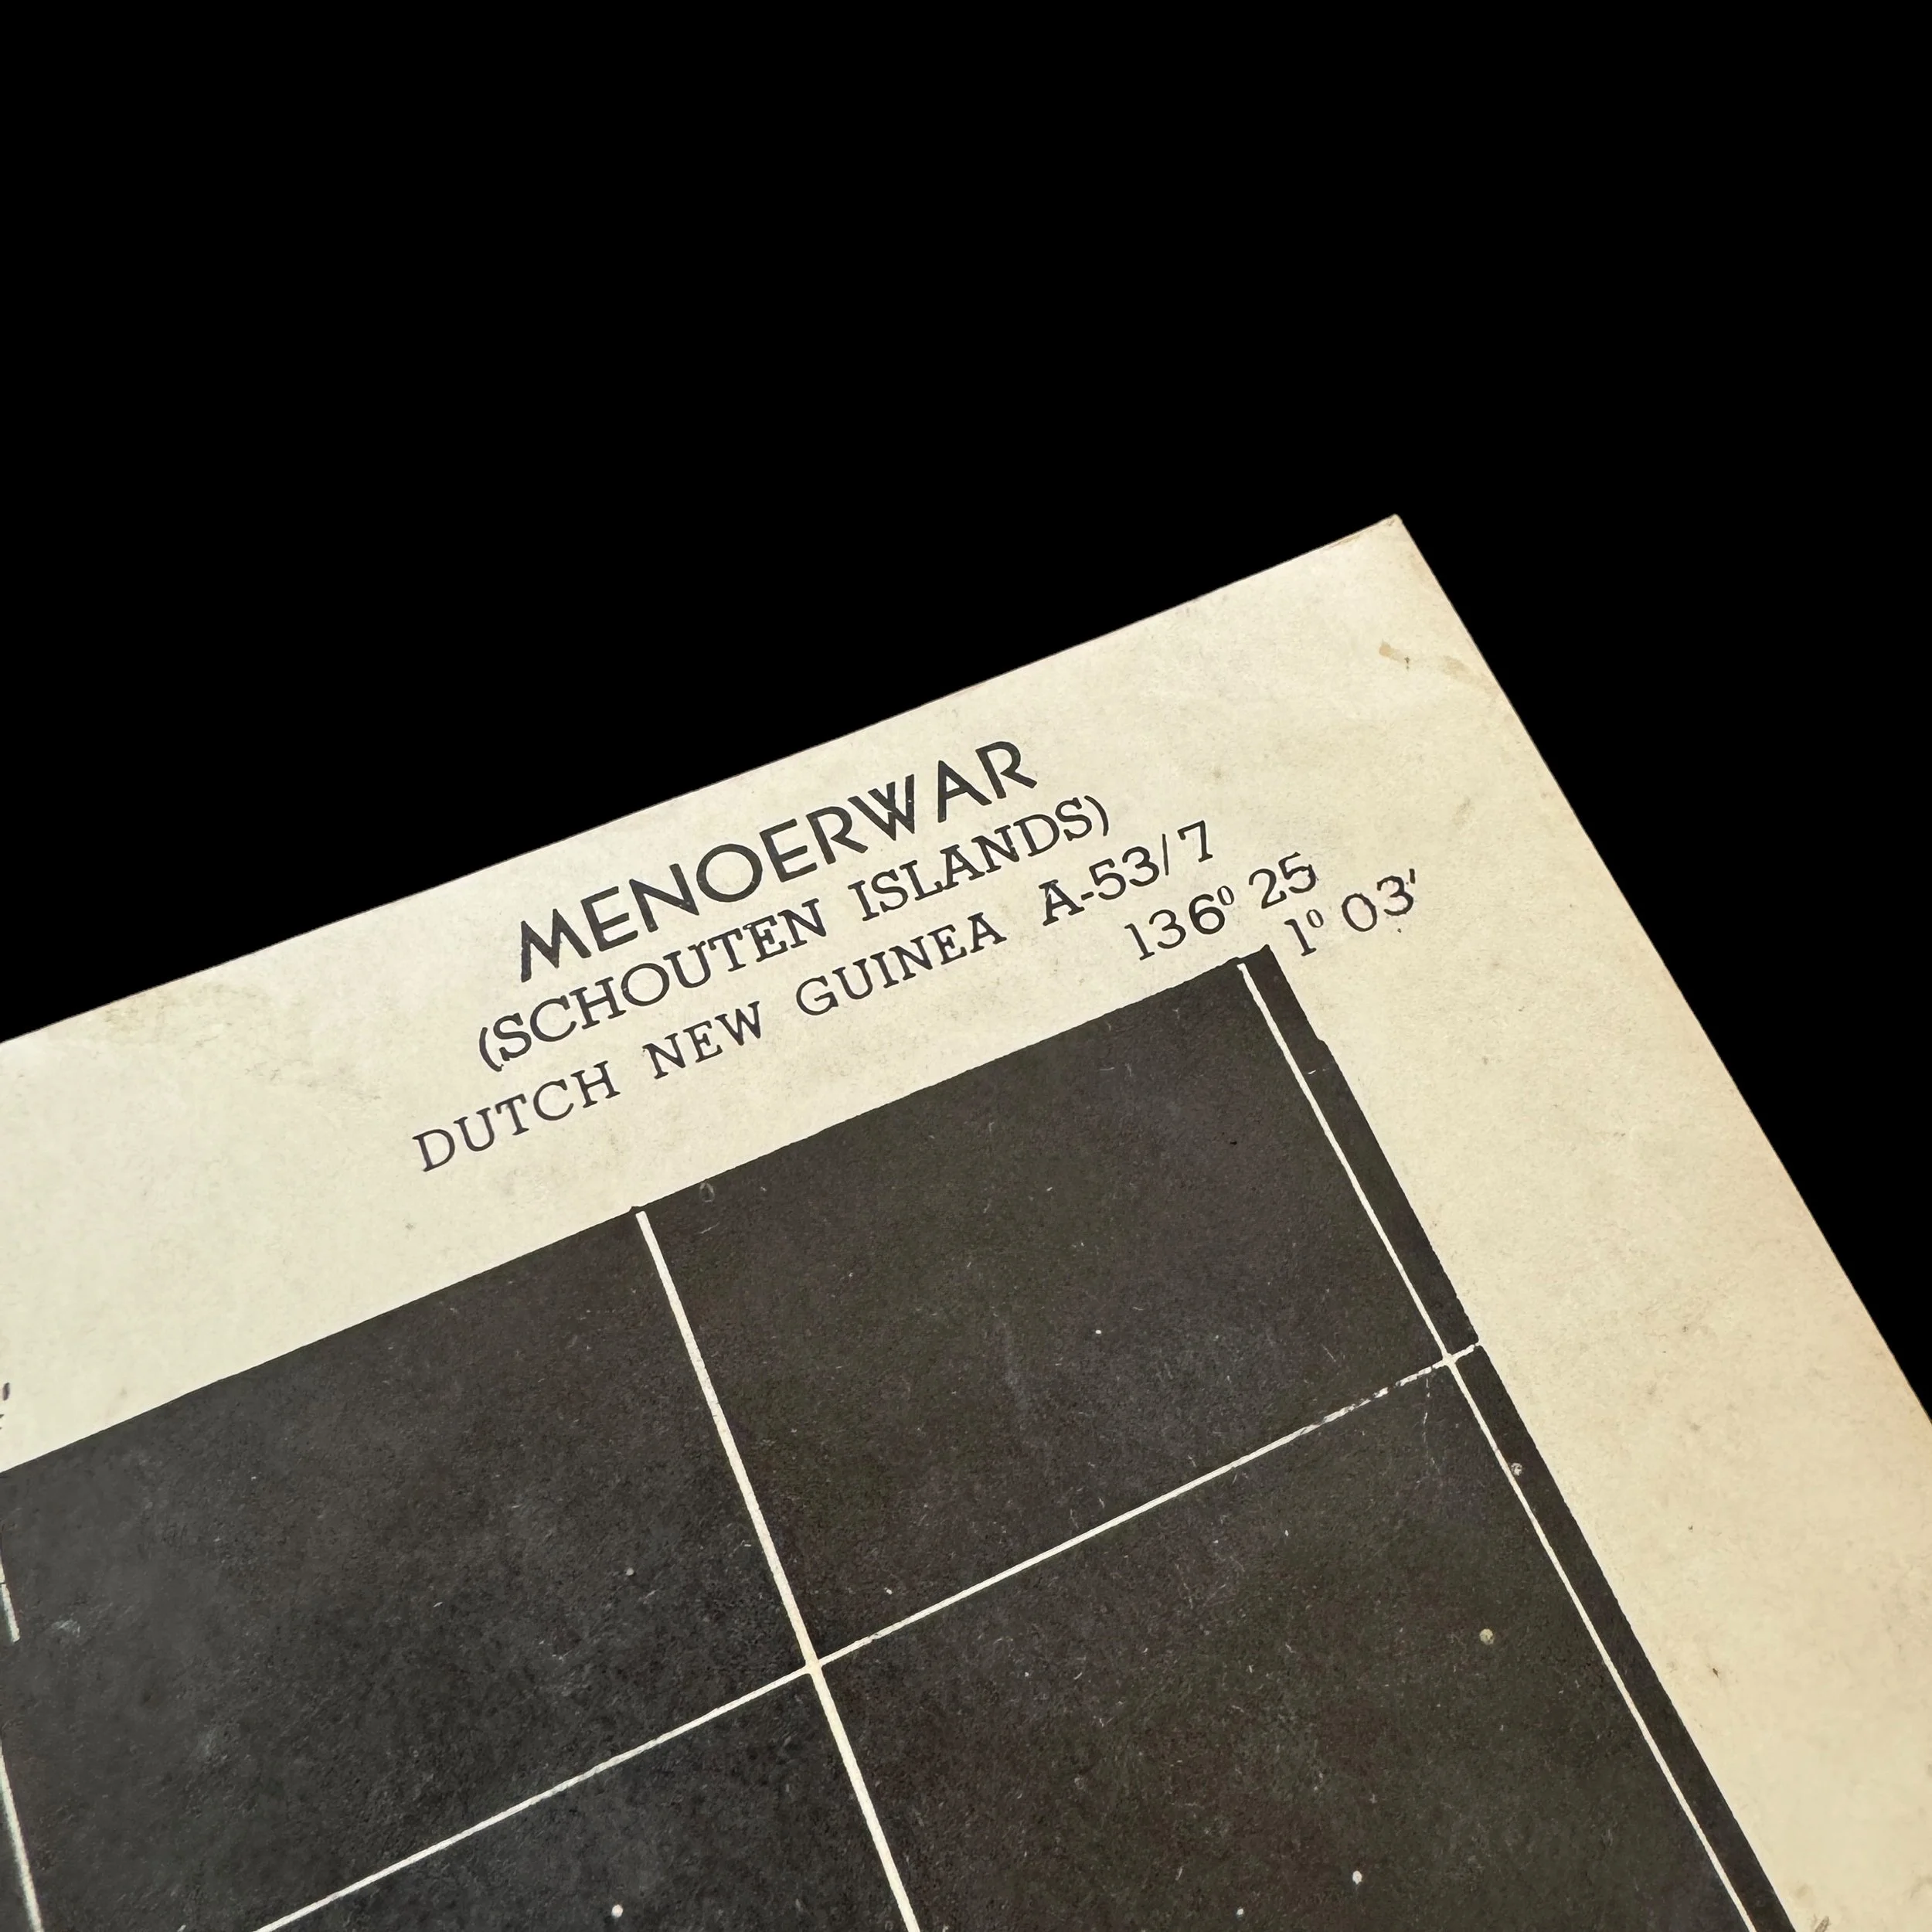 MENOERWAR
(SCHOUTEN ISLANDS)
DUTCH NEW GUINEA A-53/7
136° 25
1° 03'